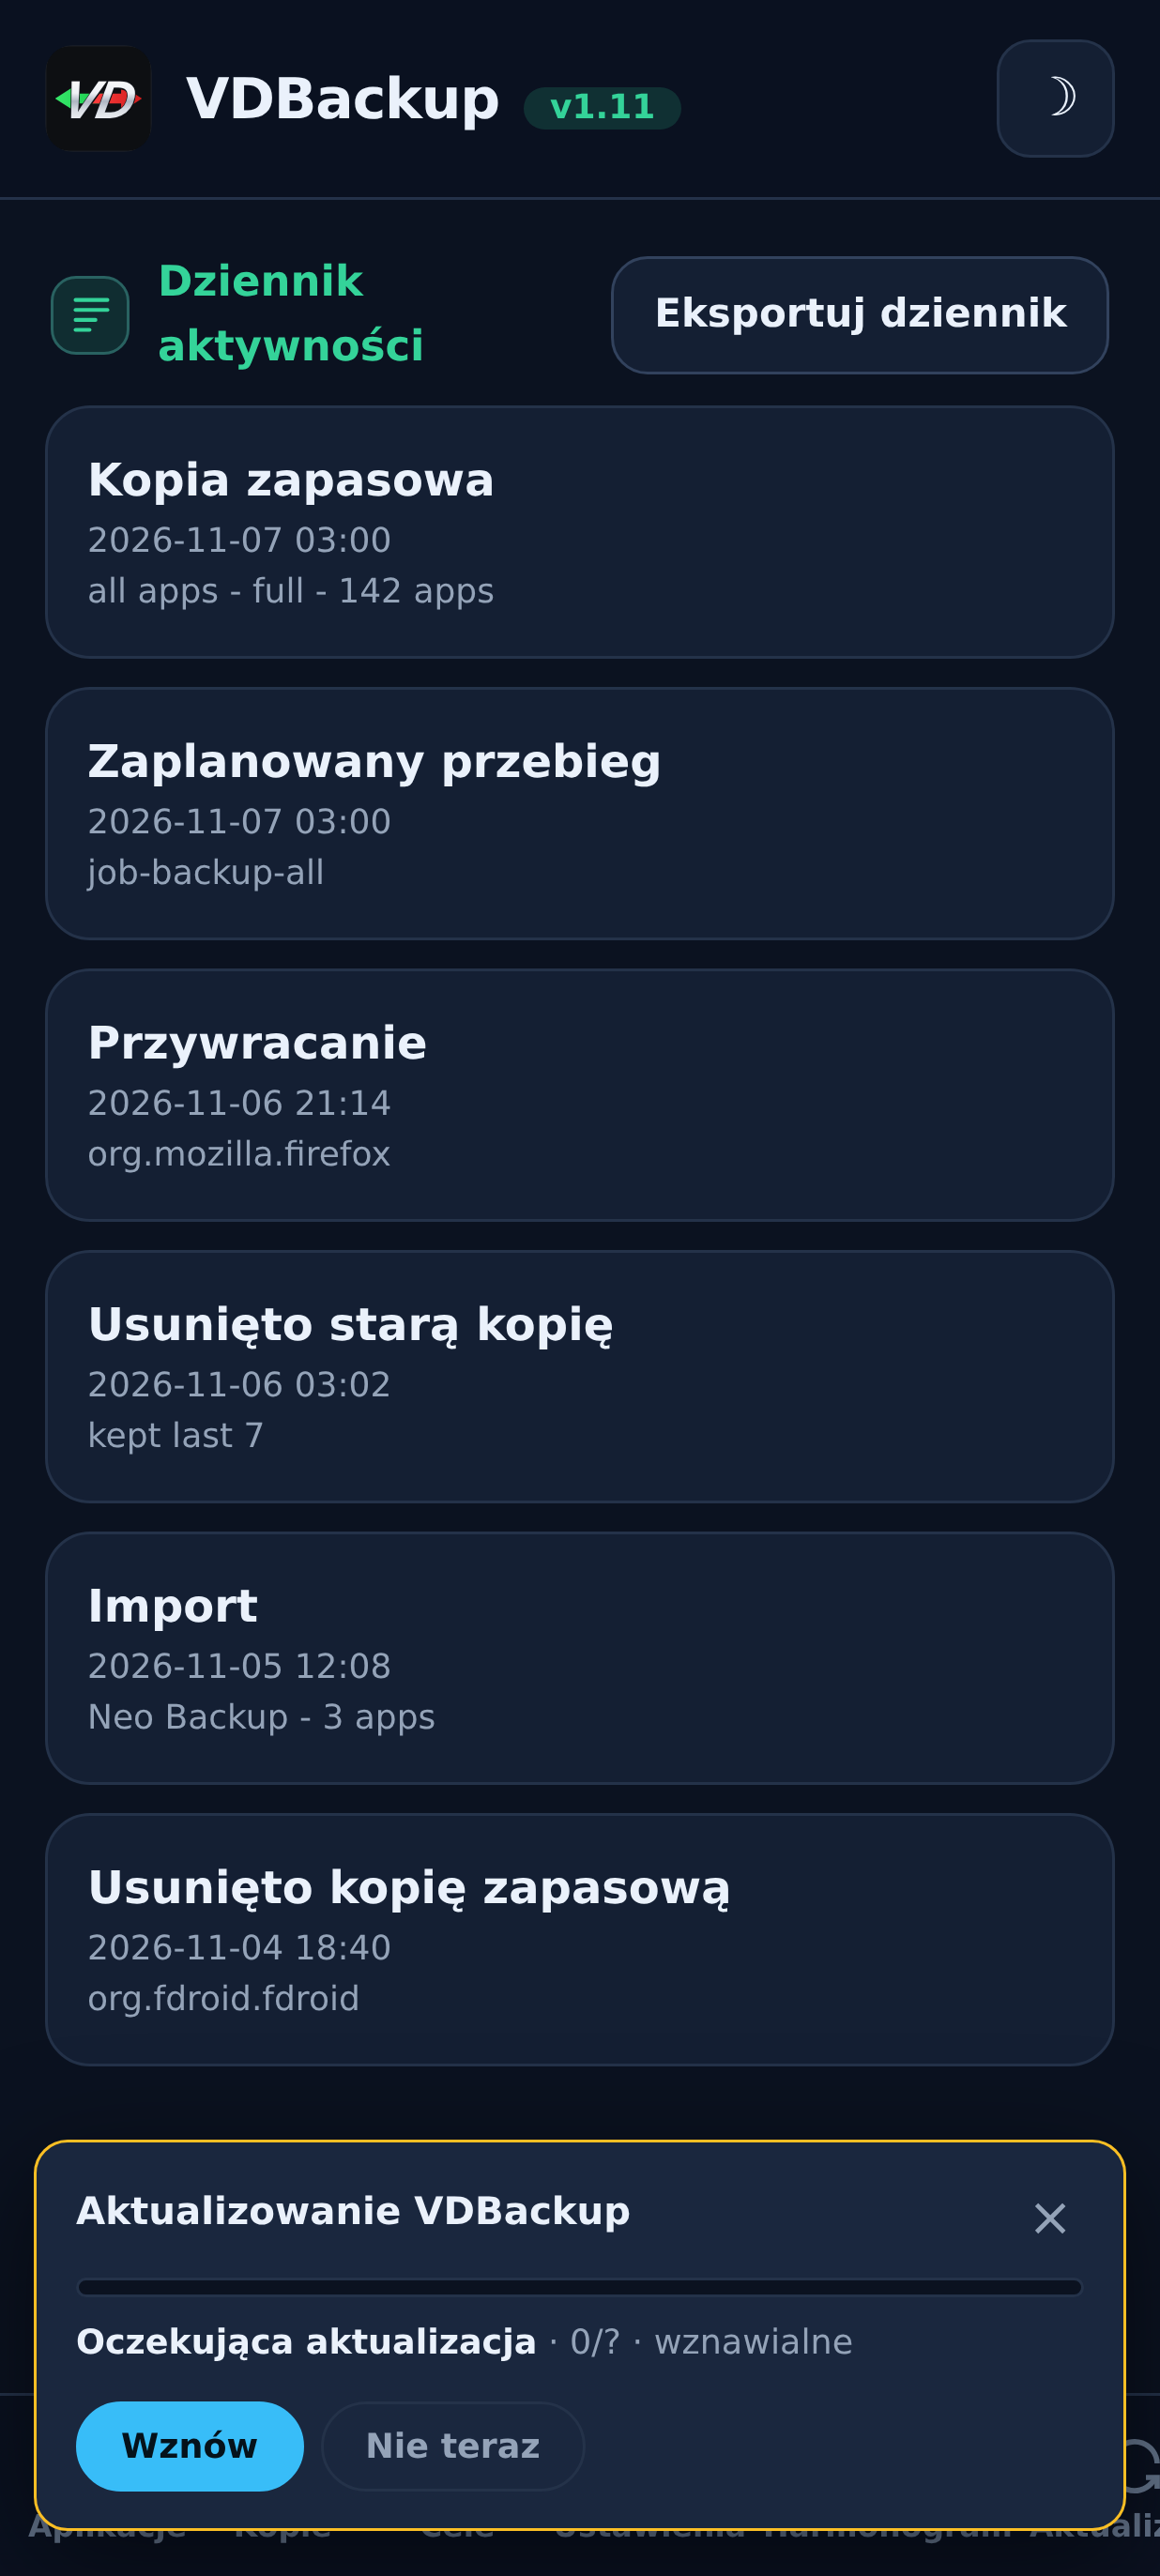 VD
VDBackup v1.11
☽
Dziennik
aktywności
Eksportuj dziennik
Kopia zapasowa
2026-11-07 03:00
all apps - full - 142 apps
Zaplanowany przebieg
2026-11-07 03:00
job-backup-all
Przywracanie
2026-11-06 21:14
org.mozilla.firefox
Usunięto starą kopię
2026-11-06 03:02
kept last 7
Import
2026-11-05 12:08
Neo Backup - 3 apps
Usunięto kopię zapasową
2026-11-04 18:40
org.fdroid.fdroid
Aktualizowanie VDBackup
×
Oczekująca aktualizacja · 0/? · wznawialne
Wznów
Nie teraz